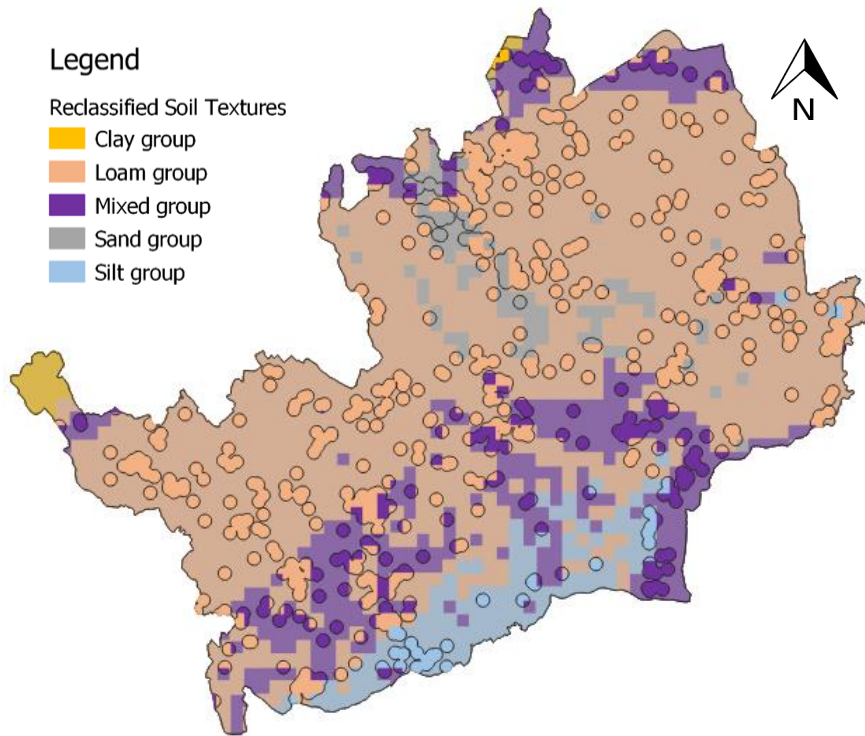 Legend
Reclassified Soil Textures
Clay group
Loam group
Mixed group
Sand group
Silt group
N